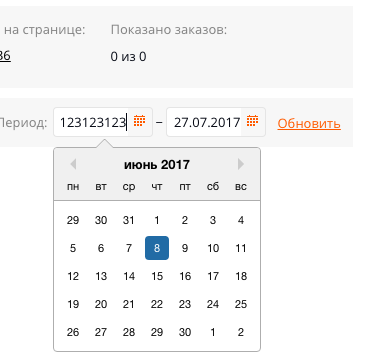 на странице: Показано заказов:
36 0 из 0
Период: 123123123 – 27.07.2017 Обновить
июнь 2017
пн вт ср чт пт сб вс
29 30 31 1 2 3 4
5 6 7 8 9 10 11
12 13 14 15 16 17 18
19 20 21 22 23 24 25
26 27 28 29 30 1 2